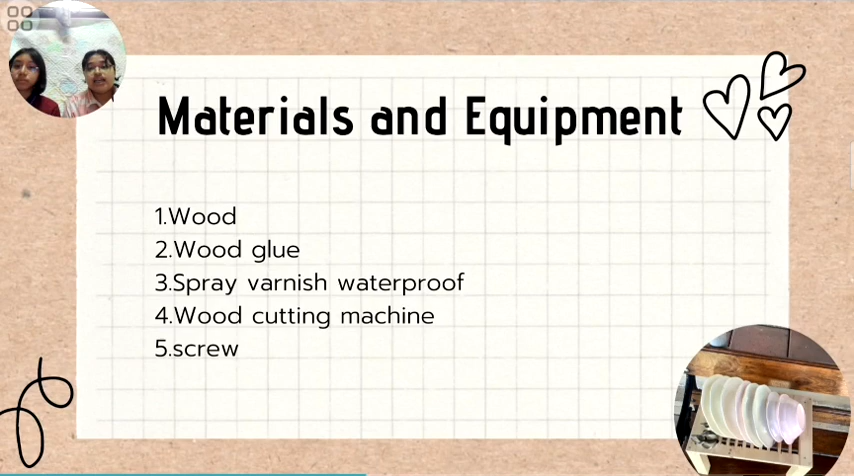 Materials and Equipment
1.Wood
2.Wood glue
3.Spray varnish waterproof
4.Wood cutting machine
5.screw